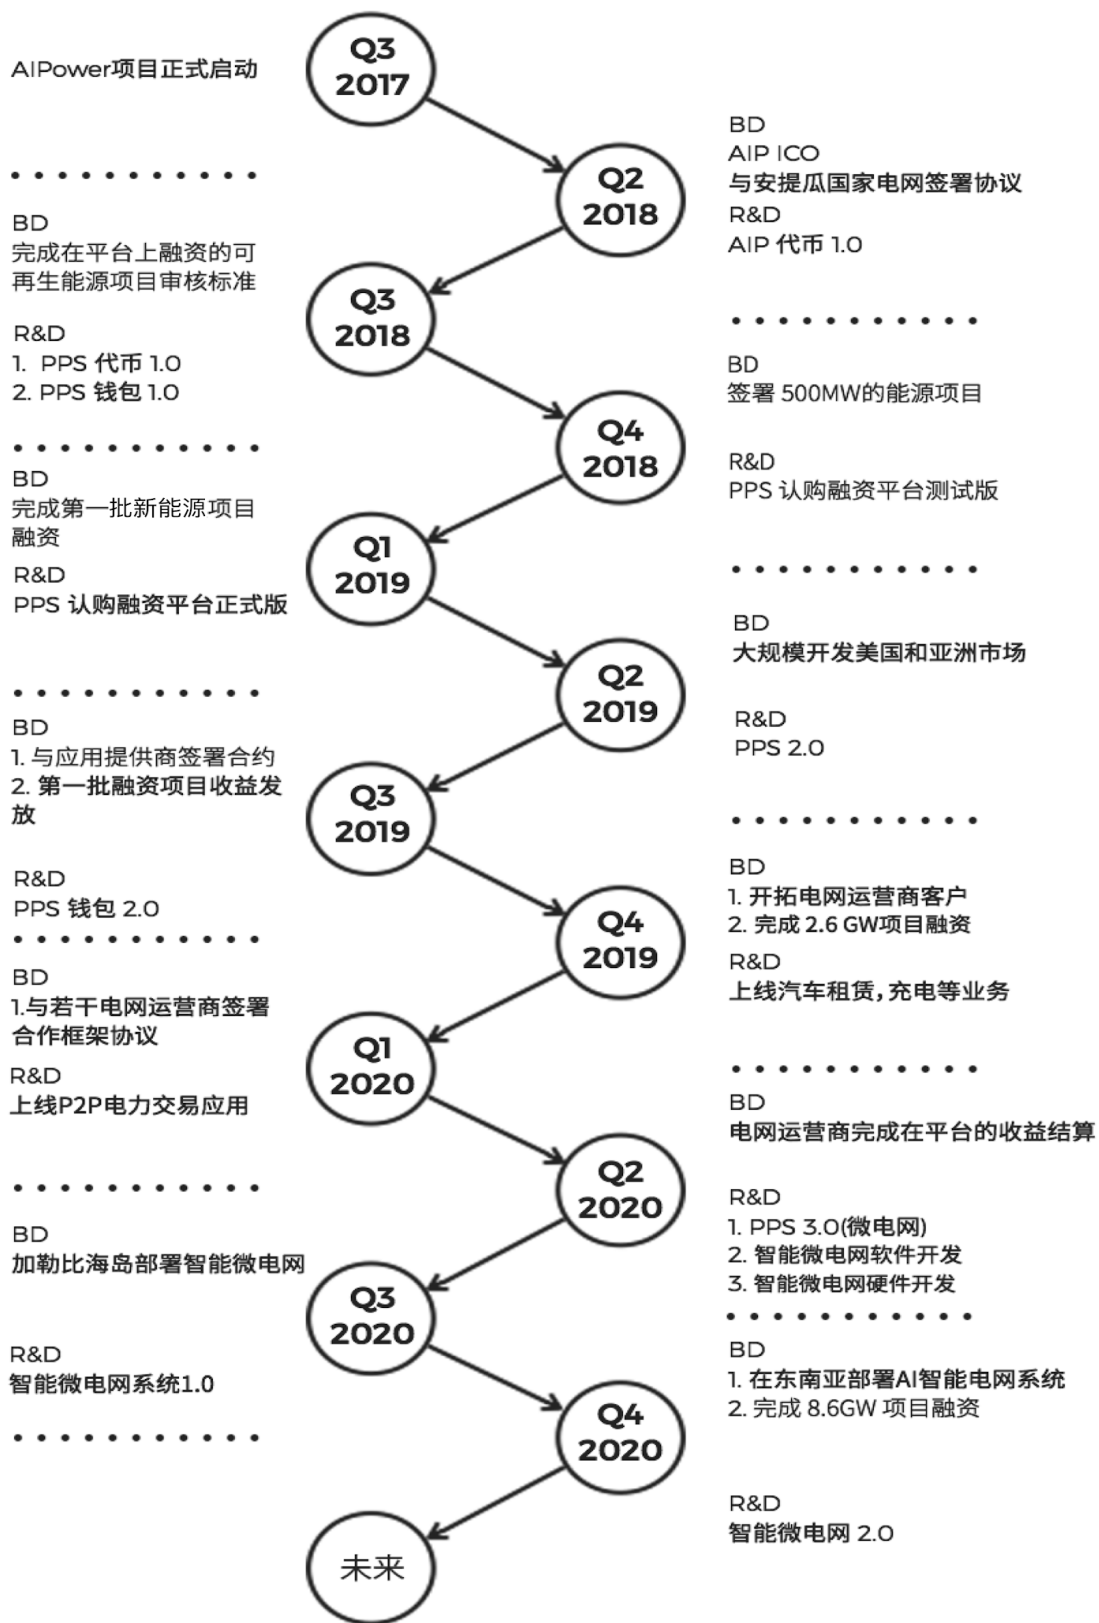 AIPower项目正式启动
Q3
2017
Q2
2018
BD
AIP ICO
与安提瓜国家电网签署协议
R&D
AIP 代币 1.0
BD
完成在平台上融资的可
再生能源项目审核标准
R&D
1. PPS 代币 1.0
2. PPS 钱包 1.0
Q3
2018
Q4
2018
BD
签署 500MW的能源项目
R&D
PPS 认购融资平台测试版
BD
完成第一批新能源项目
融资
R&D
PPS 认购融资平台正式版
Q1
2019
Q2
2019
BD
大规模开发美国和亚洲市场
R&D
PPS 2.0
BD
1. 与应用提供商签署合约
2. 第一批融资项目收益发
放
R&D
PPS 钱包 2.0
Q3
2019
Q4
2019
BD
1. 开拓电网运营商客户
2. 完成 2.6 GW项目融资
R&D
上线汽车租赁，充电等业务
BD
1.与若干电网运营商签署
合作框架协议
R&D
上线P2P电力交易应用
Q1
2020
Q2
2020
BD
电网运营商完成在平台的收益结算
R&D
1. PPS 3.0(微电网)
2. 智能微电网软件开发
3. 智能微电网硬件开发
BD
加勒比海岛部署智能微电网
R&D
智能微电网系统1.0
Q3
2020
Q4
2020
BD
1. 在东南亚部署AI智能电网系统
2. 完成 8.6GW 项目融资
R&D
智能微电网 2.0
未来